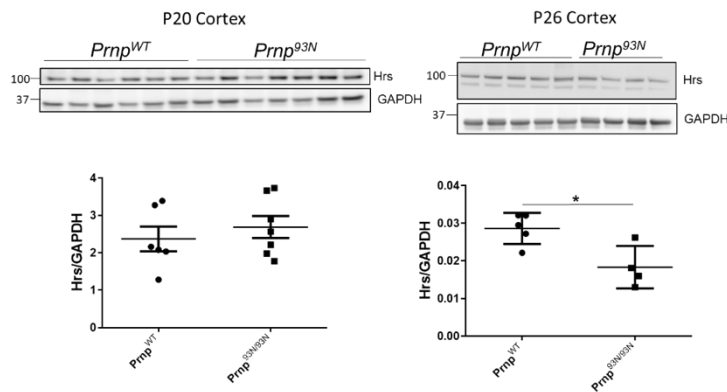 P20 Cortex
Prnp^WT Prnp^93N
100 Hrs
37 GAPDH
4
3
2
1
0
Hrs/GAPDH
Prnp^WT
Prnp^93N/93N
P26 Cortex
Prnp^WT Prnp^93N
100 Hrs
37 GAPDH
*
0.04
0.03
0.02
0.01
0.00
Hrs/GAPDH
Prnp^WT
Prnp^93N/93N